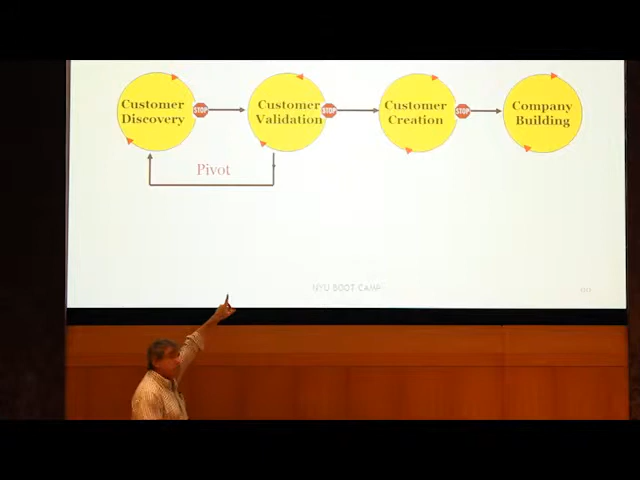 Customer
Discovery
STOP
Customer
Validation
STOP
Customer
Creation
STOP
Company
Building
Pivot
NYU BOOT CAMP